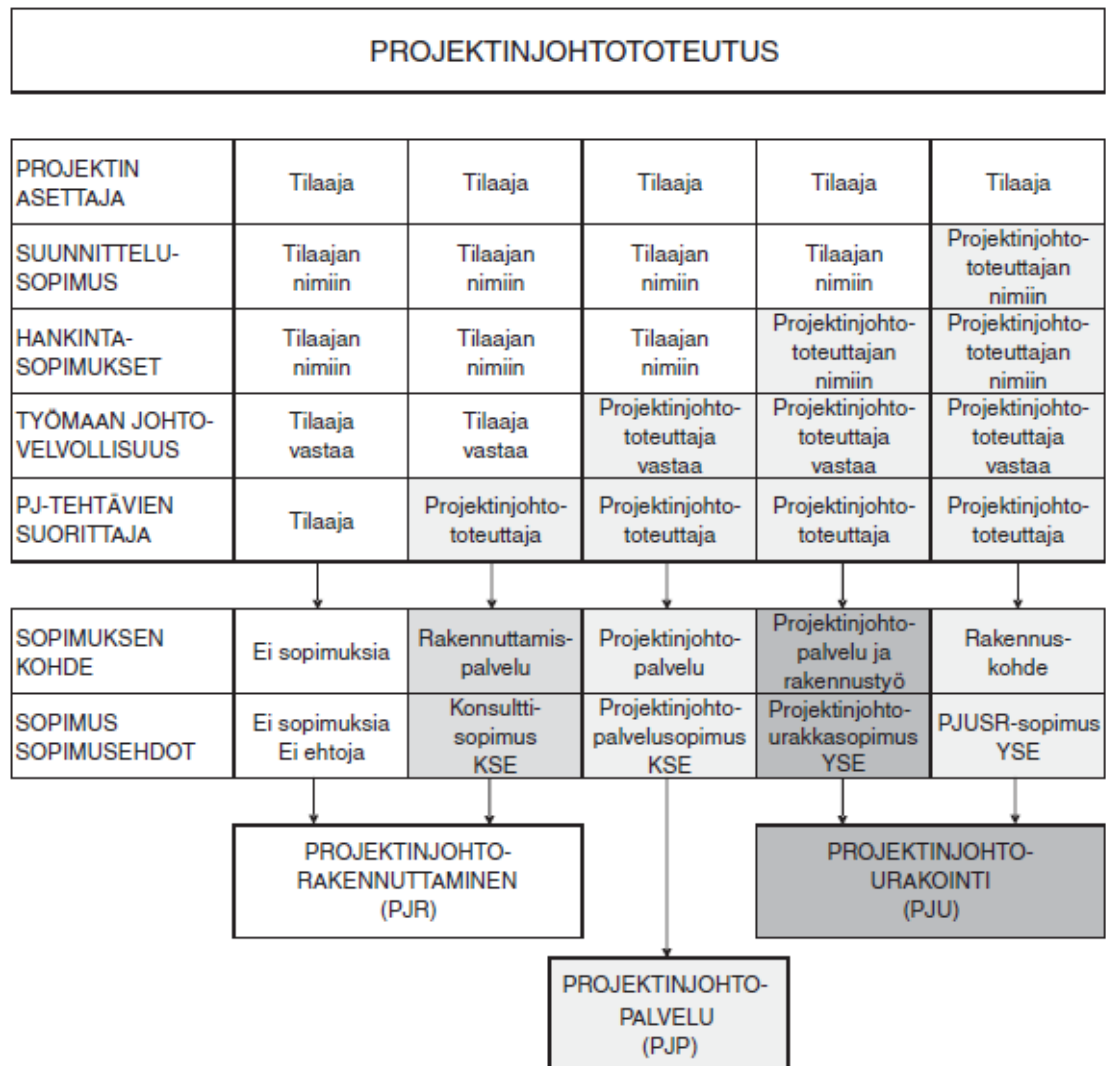 PROJEKTINJOHTOTOTEUTUS
PROJEKTIN
ASETTAJA
Tilaaja
Tilaaja
Tilaaja
Tilaaja
Tilaaja
SUUNNITTELU-
SOPIMUS
Tilaajan
nimiin
Tilaajan
nimiin
Tilaajan
nimiin
Tilaajan
nimiin
Projektinjohto-
toteuttajan
nimiin
HANKINTA-
SOPIMUKSET
Tilaajan
nimiin
Tilaajan
nimiin
Tilaajan
nimiin
Projektinjohto-
toteuttajan
nimiin
Projektinjohto-
toteuttajan
nimiin
TYÖMAAN JOHTO-
VELVOLLISUUS
Tilaaja
vastaa
Tilaaja
vastaa
Projektinjohto-
toteuttaja
vastaa
Projektinjohto-
toteuttaja
vastaa
Projektinjohto-
toteuttaja
vastaa
PJ-TEHTÄVIEN
SUORITTAJA
Tilaaja
Projektinjohto-
toteuttaja
Projektinjohto-
toteuttaja
Projektinjohto-
toteuttaja
Projektinjohto-
toteuttaja
SOPIMUKSEN
KOHDE
Ei sopimuksia
Rakennuttamis-
palvelu
Projektinjohto-
palvelu
Projektinjohto-
palvelu ja
rakennustyö
Rakennus-
kohde
SOPIMUS
SOPIMUSEHDOT
Ei sopimuksia
Ei ehtoja
Konsultti-
sopimus
KSE
Projektinjohto-
palvelusopimus
KSE
Projektinjohto-
urakkasopimus
YSE
PJUSR-sopimus
YSE
PROJEKTINJOHTO-
RAKENNUTTAMINEN
(PJR)
PROJEKTINJOHTO-
URAKOINTI
(PJU)
PROJEKTINJOHTO-
PALVELU
(PJP)